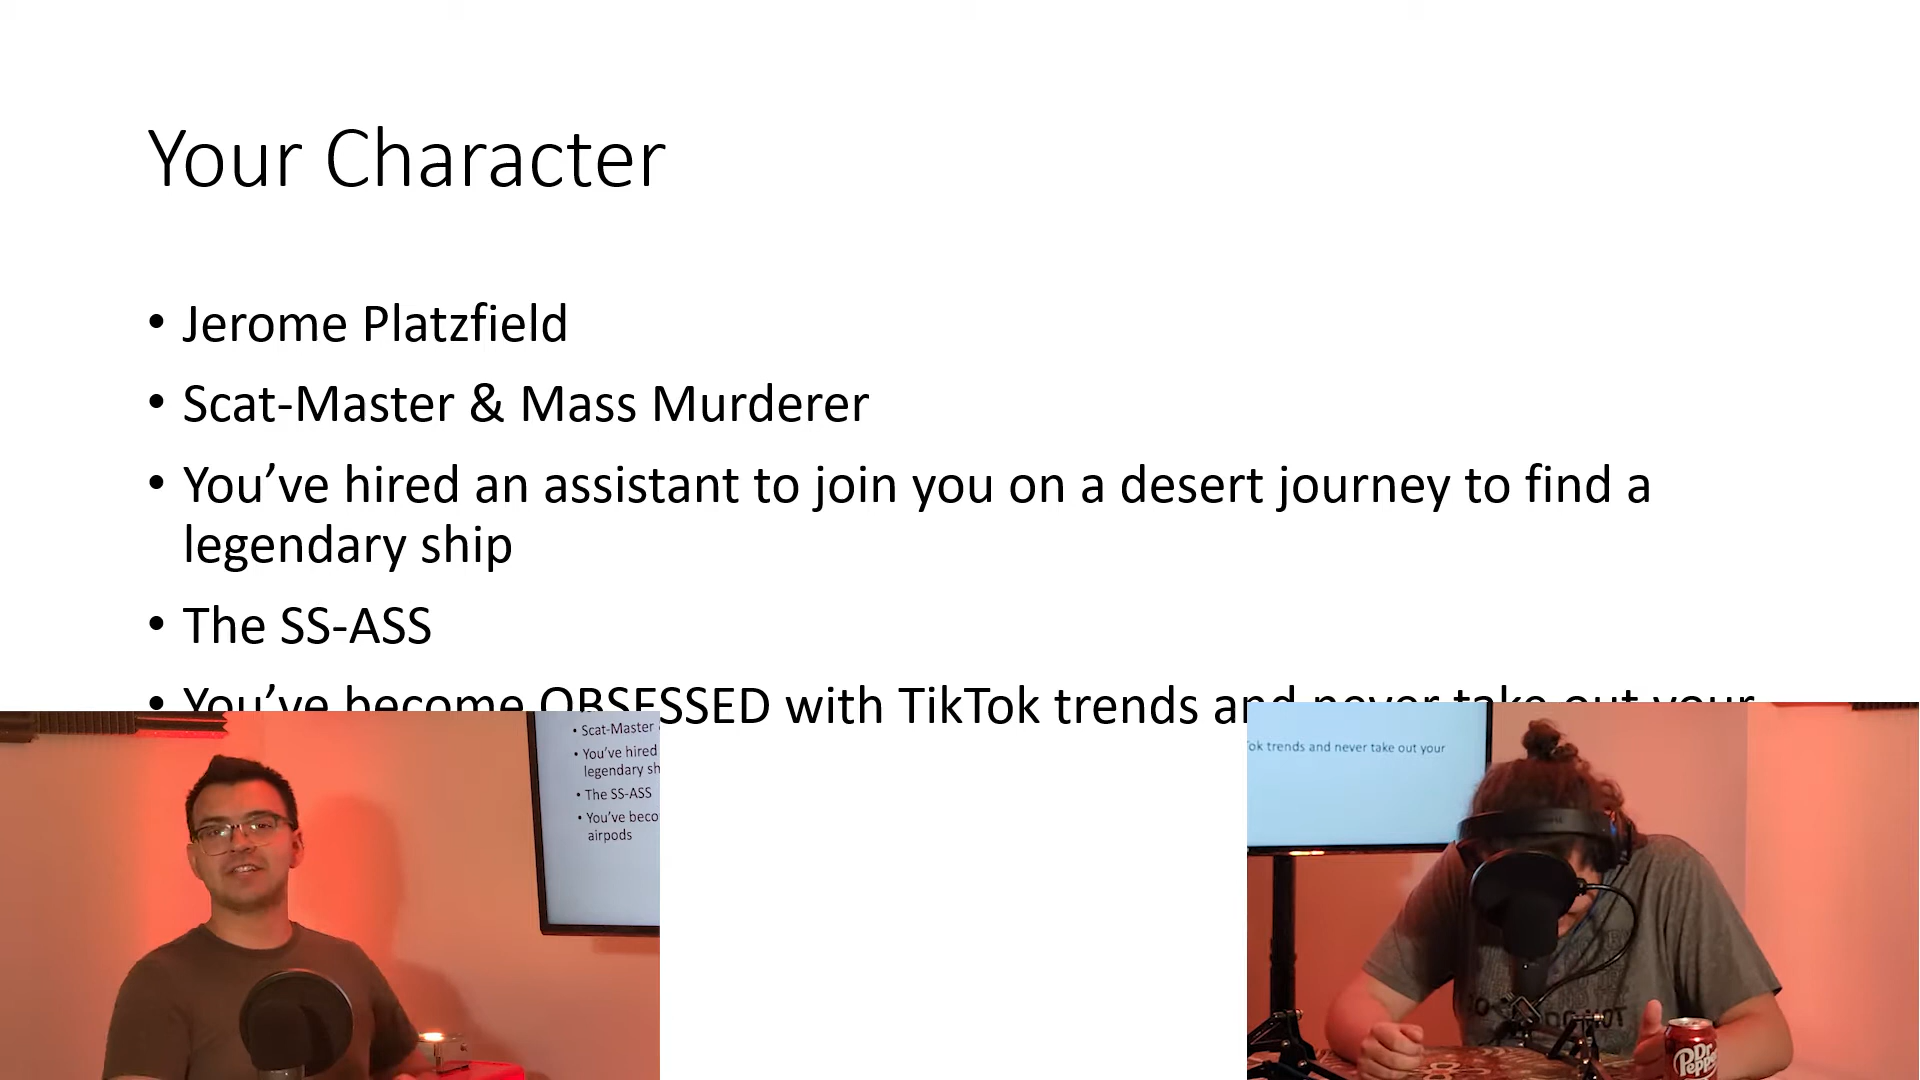 Your Character
• Jerome Platzfield
• Scat-Master & Mass Murderer
• You’ve hired an assistant to join you on a desert journey to find a
legendary ship
• The SS-ASS
• You’ve become OBSESSED with TikTok trends and never take out your
• Scat-Master
• You’ve hired
legendary sh
• The SS-ASS
• You’ve beco
airpods
Tok trends and never take out your
Dr Pepper